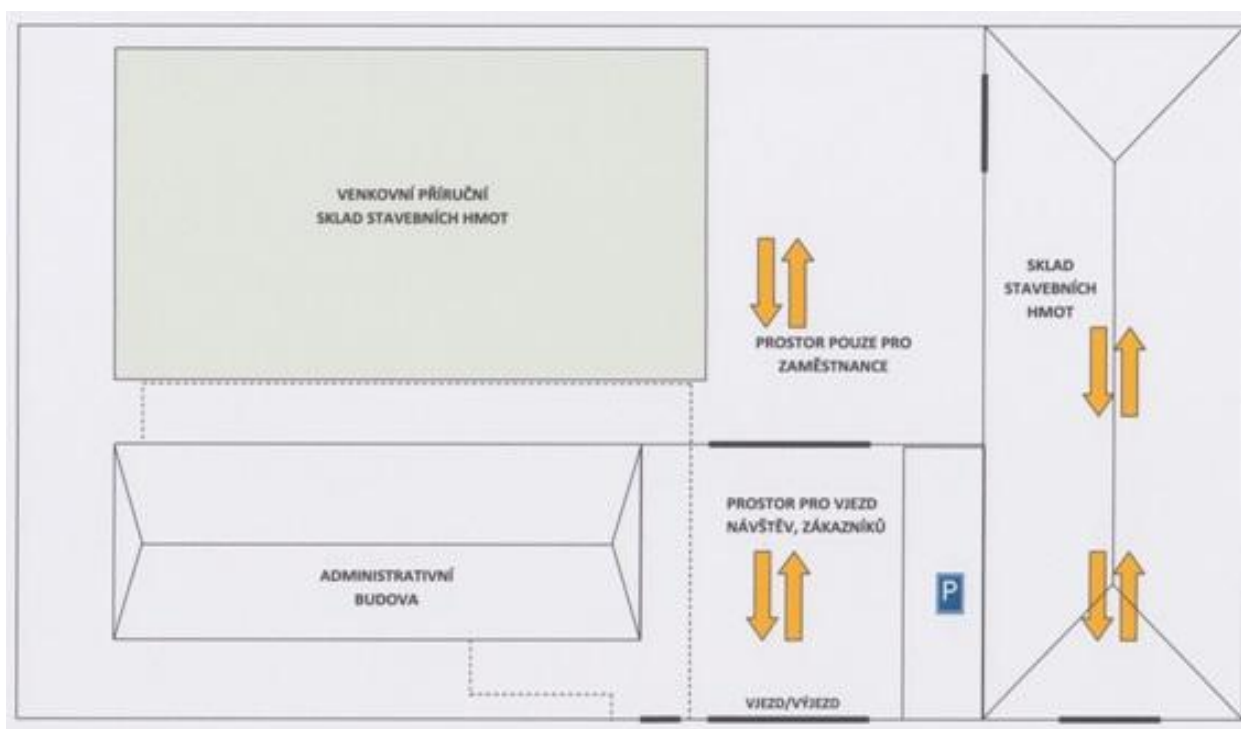 VENKOVNÍ PŘÍRUČNÍ
SKLAD STAVEBNÍCH HMOT
SKLAD
STAVEBNÍCH
HMOT
PROSTOR POUZE PRO
ZAMĚSTNANCE
PROSTOR PRO VJEZD
NÁVŠTĚV, ZÁKAZNÍKŮ
ADMINISTRATIVNÍ
BUDOVA
P
VJEZD/VÝJEZD